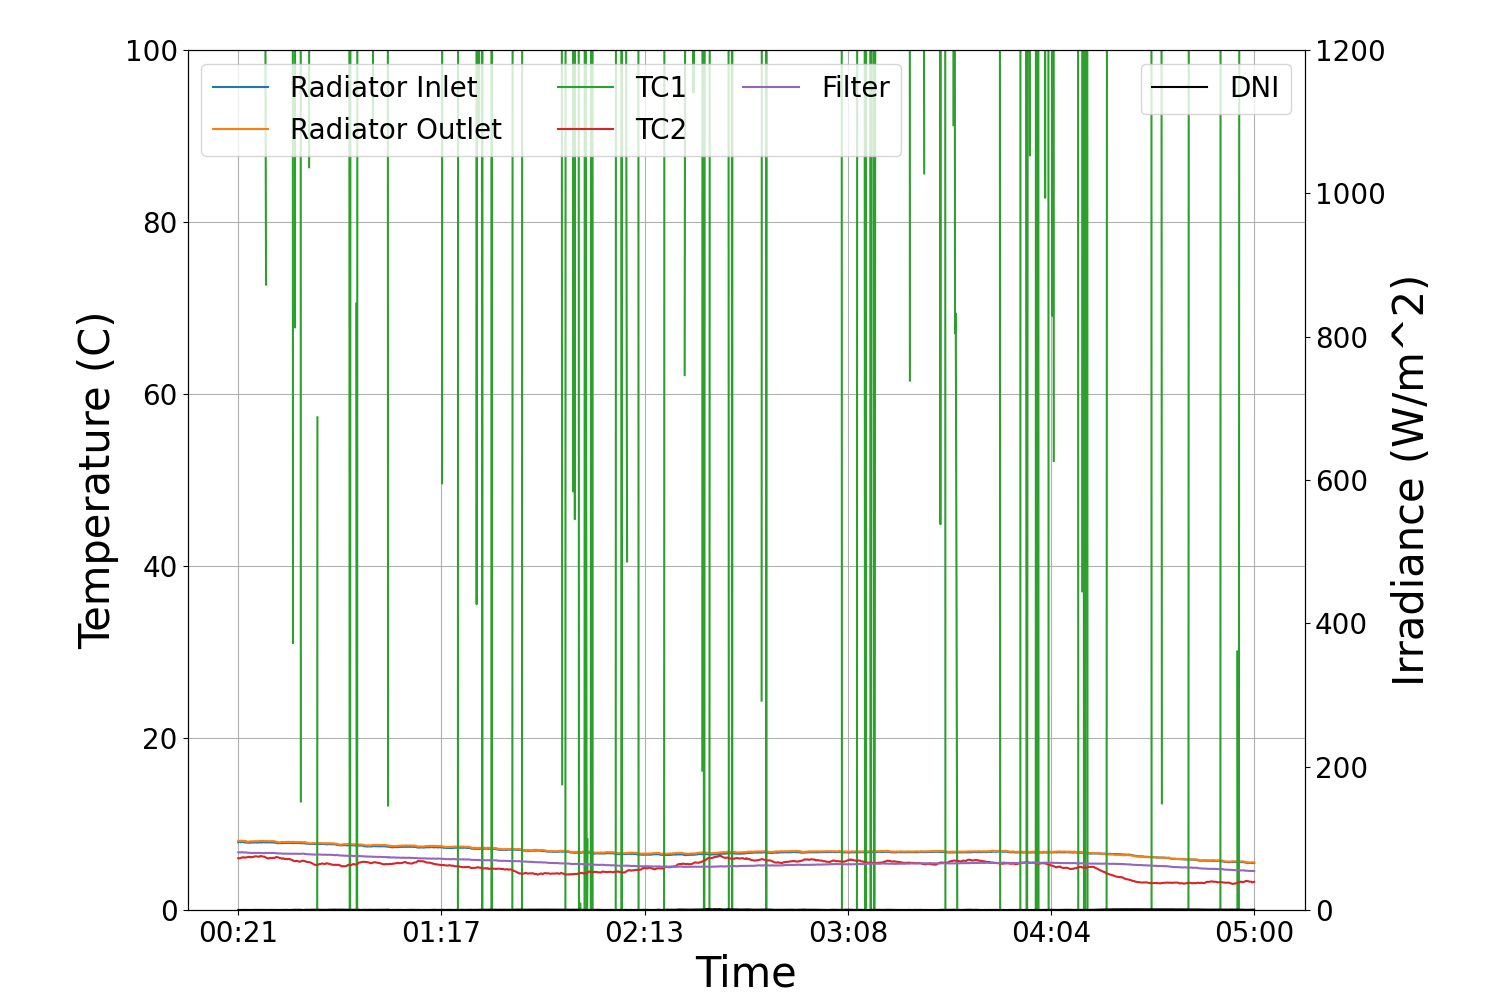 100
80
60
40
20
0
Temperature (C)
Radiator Inlet
Radiator Outlet
TC1
TC2
Filter
DNI
1200
1000
800
600
400
200
0
Irradiance (W/m^2)
00:21
01:17
02:13
03:08
04:04
05:00
Time